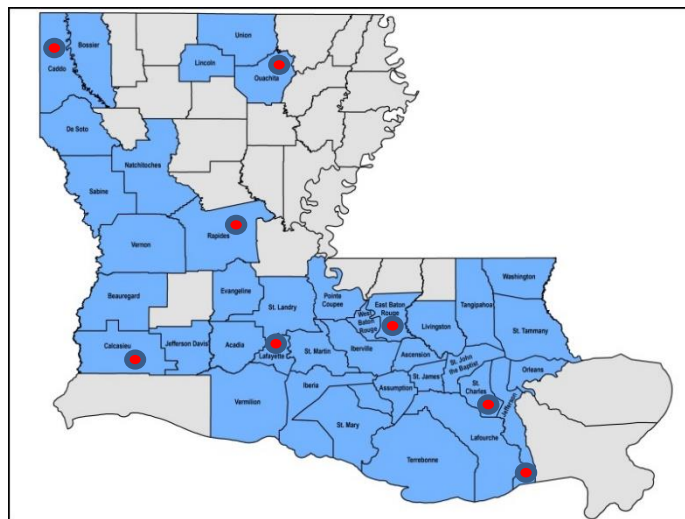 Union
Bossier
Lincoln
Caddo
Ouachita
De Soto
Natchitoches
Sabine
Rapides
Vernon
Washington
Evangeline
Beauregard
Pointe
Coupee
East Baton
Rouge
Tangipahoa
St. Landry
West
Baton
Rouge
Livingston
St. Tammany
Calcasieu
Jefferson Davis
Acadia
Lafayette
St. Martin
Iberville
Ascension
St. John
the Baptist
Orleans
St. James
Iberia
Assumption
St.
Charles
Jefferson
Vermilion
St. Mary
Lafourche
Terrebonne